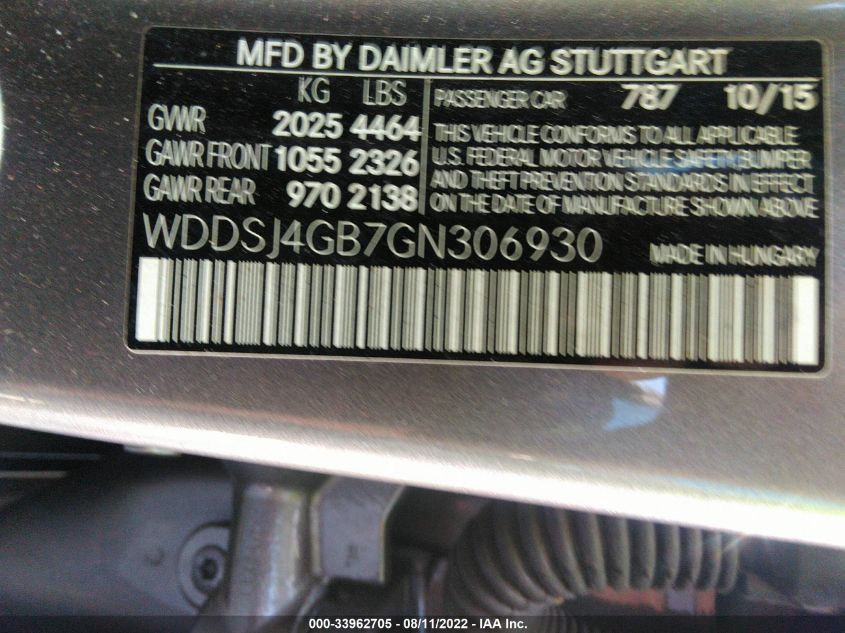 MFD BY DAIMLER AG STUTTGART
KG LBS
GWR 2025 4464
GAWR FRONT 1055 2326
GAWR REAR 970 2138
PASSENGER CAR 787 10/15
THIS VEHICLE CONFORMS TO ALL APPLICABLE
U.S. FEDERAL MOTOR VEHICLE SAFETY BUMPER
AND THEFT PREVENTION STANDARDS IN EFFECT
ON THE DATE OF MANUFACTURE SHOWN ABOVE
WDDSJ4GB7GN306930
MADE IN HUNGARY
000-33962705 - 08/11/2022 - IAA Inc.